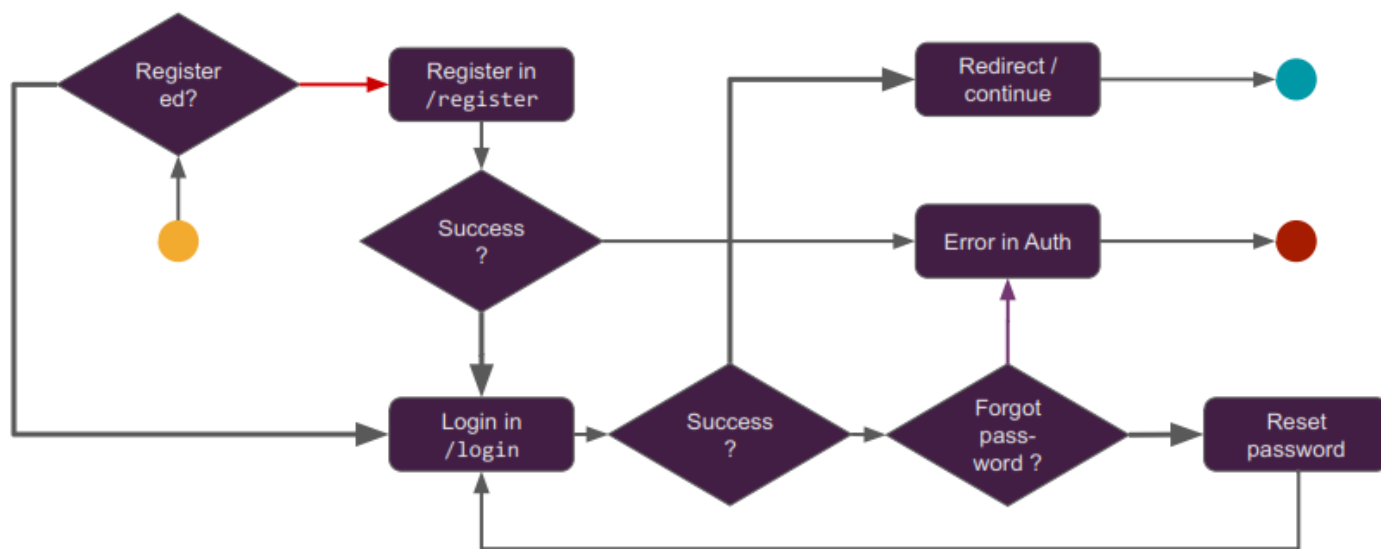 Register
ed?
Register in
/register
Redirect /
continue
Success
?
Error in Auth
Login in
/login
Success
?
Forgot
pass-
word ?
Reset
password